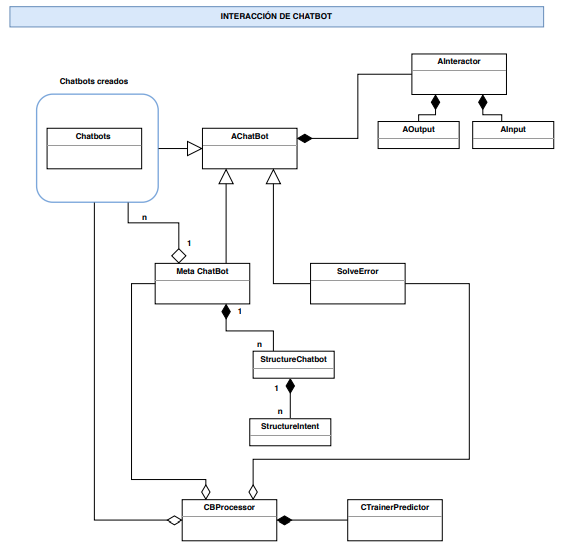 INTERACCIÓN DE CHATBOT
AInteractor
Chatbots creados
AOutput
AInput
Chatbots
AChatBot
n
1
Meta ChatBot
SolveError
1
n
StructureChatbot
1
n
StructureIntent
CBProcessor
CTrainerPredictor